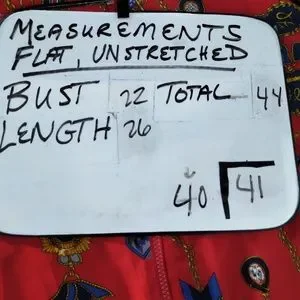 MEASUREMENTS
FLAT, UNSTRETCHED
BUST 22 TOTAL 44
LENGTH 26
40 41